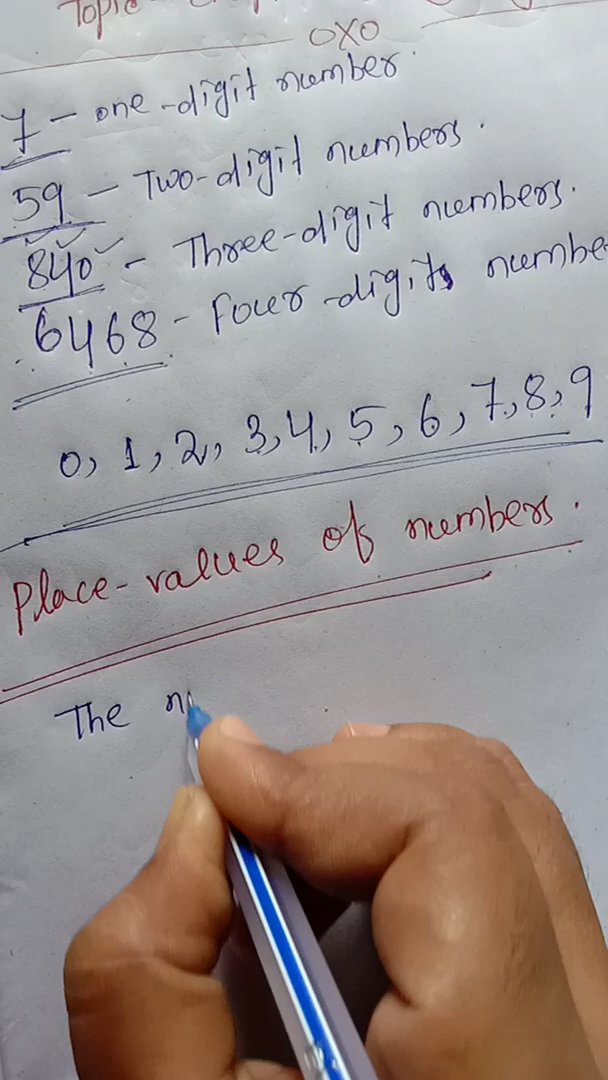 Topic -
OXO
7 - one-digit number.
59 - Two-digit numbers.
840 - Three-digit numbers.
6468 - Four-digits numbe
0, 1, 2, 3, 4, 5, 6, 7, 8, 9
Place-values of numbers.
The n